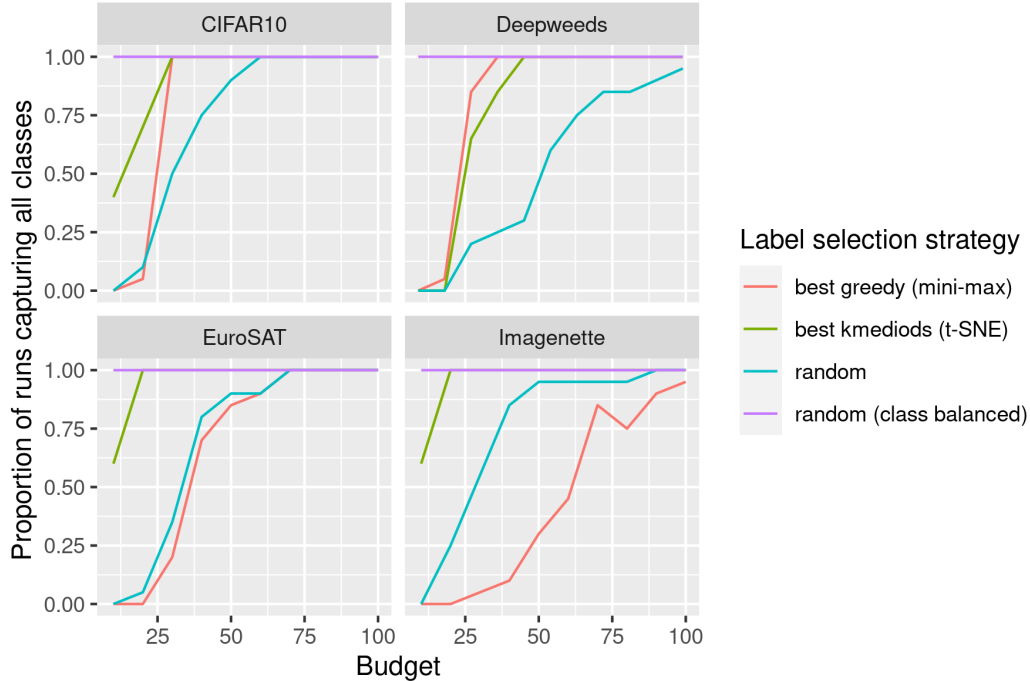 CIFAR10
Deepweeds
1.00
0.75
0.50
0.25
0.00
EuroSAT
Imagenette
1.00
0.75
0.50
0.25
0.00
25 50 75 100
25 50 75 100
Budget
Proportion of runs capturing all classes
Label selection strategy
best greedy (mini-max)
best kmediods (t-SNE)
random
random (class balanced)